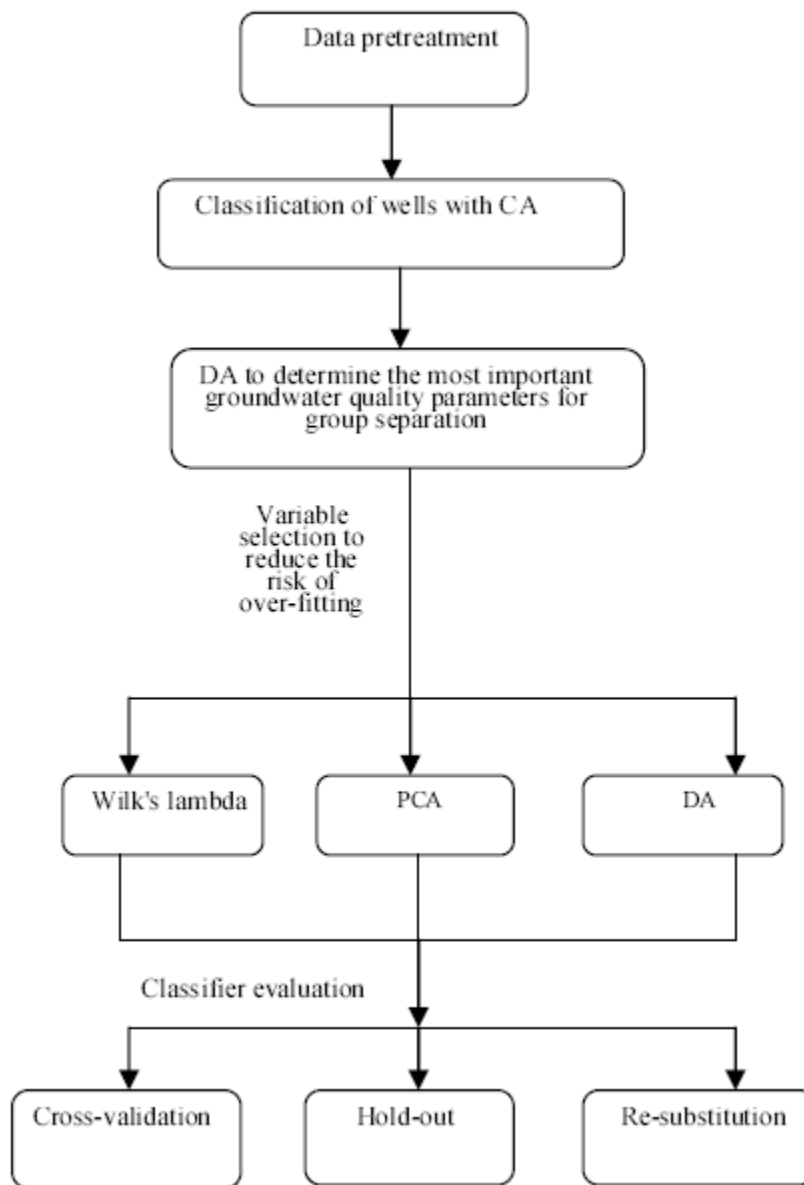 Data pretreatment
Classification of wells with CA
DA to determine the most important
groundwater quality parameters for
group separation
Variable
selection to
reduce the
risk of
over-fitting
Wilk's lambda
PCA
DA
Classifier evaluation
Cross-validation
Hold-out
Re-substitution